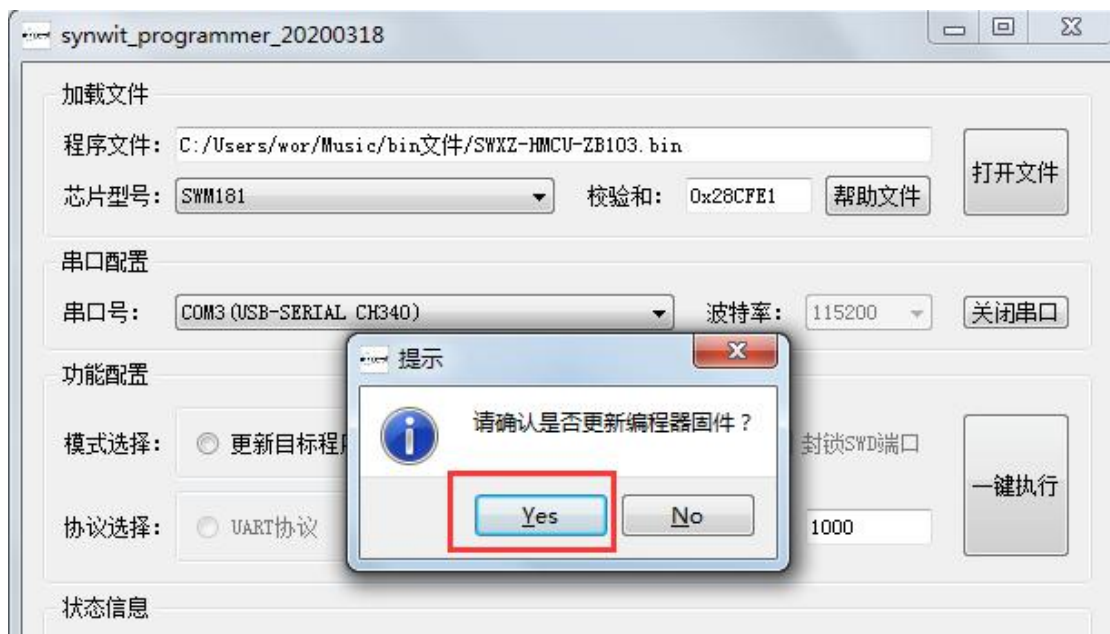 synwit_programmer_20200318
加载文件
程序文件: C:/Users/wor/Music/bin文件/SWXZ-HMCU-ZB103.bin
打开文件
芯片型号: SWM181 校验和: 0x28CFE1 帮助文件
串口配置
串口号: COM3(USB-SERIAL CH340) 波特率: 115200 关闭串口
提示
功能配置
请确认是否更新编程器固件？
模式选择: 更新目标程 封锁SWD端口
一键执行
Yes No
协议选择: UART协议 1000
状态信息